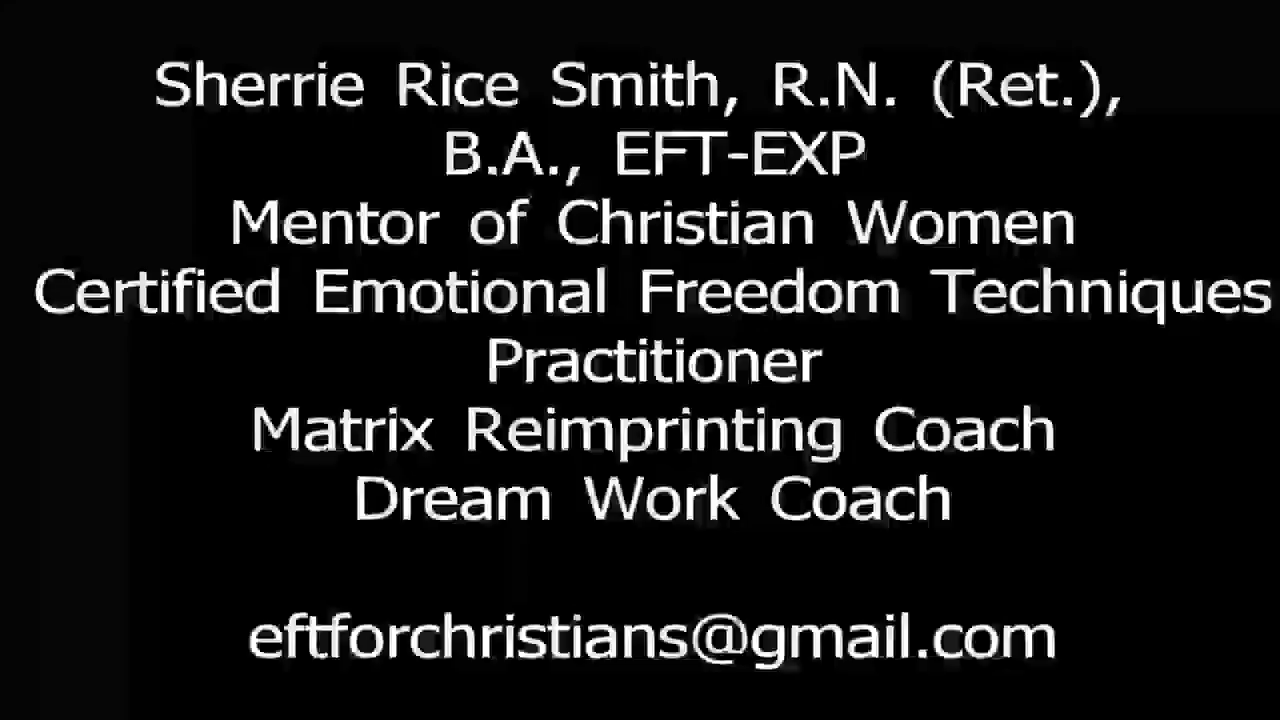 Sherrie Rice Smith, R.N. (Ret.),
B.A., EFT-EXP
Mentor of Christian Women
Certified Emotional Freedom Techniques
Practitioner
Matrix Reimprinting Coach
Dream Work Coach
eftforchristians@gmail.com